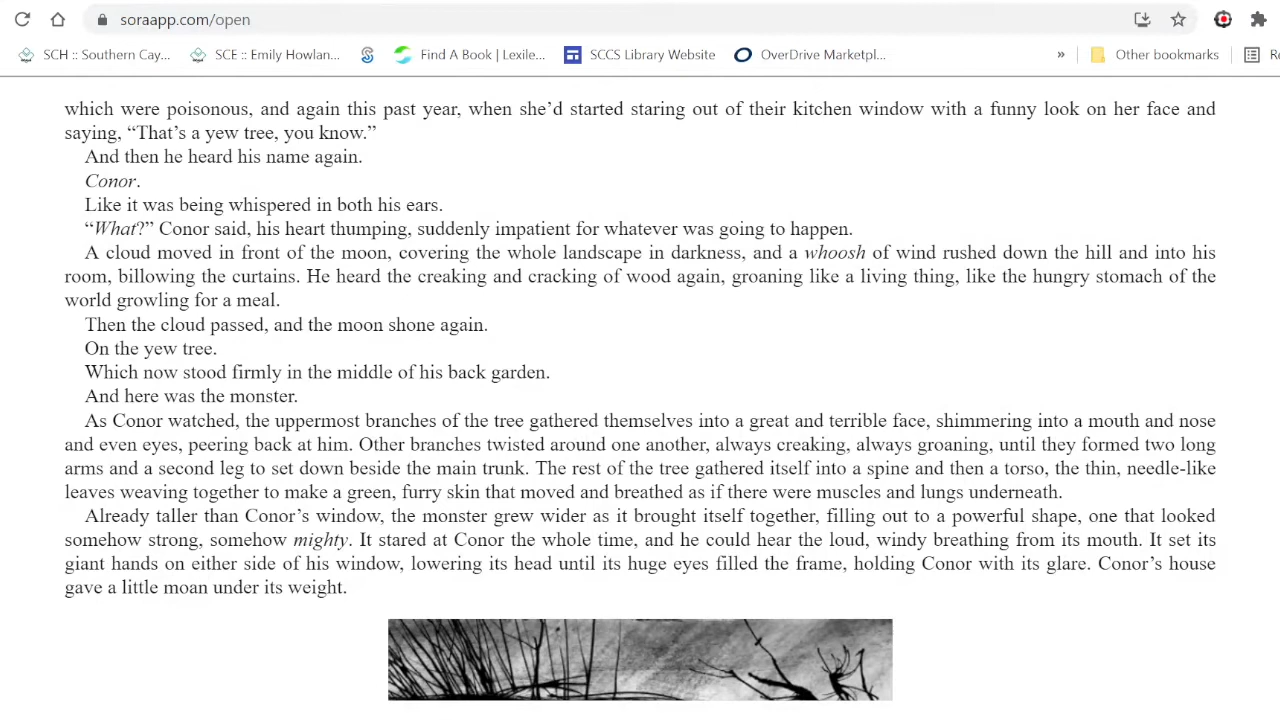 soraapp.com/open
SCH :: Southern Cay... SCE :: Emily Howlan... Find A Book | Lexile... SCCS Library Website OverDrive Marketpl... » Other bookmarks Re
which were poisonous, and again this past year, when she’d started staring out of their kitchen window with a funny look on her face and
saying, “That’s a yew tree, you know.”
And then he heard his name again.
Conor.
Like it was being whispered in both his ears.
“What?” Conor said, his heart thumping, suddenly impatient for whatever was going to happen.
A cloud moved in front of the moon, covering the whole landscape in darkness, and a whoosh of wind rushed down the hill and into his
room, billowing the curtains. He heard the creaking and cracking of wood again, groaning like a living thing, like the hungry stomach of the
world growling for a meal.
Then the cloud passed, and the moon shone again.
On the yew tree.
Which now stood firmly in the middle of his back garden.
And here was the monster.
As Conor watched, the uppermost branches of the tree gathered themselves into a great and terrible face, shimmering into a mouth and nose
and even eyes, peering back at him. Other branches twisted around one another, always creaking, always groaning, until they formed two long
arms and a second leg to set down beside the main trunk. The rest of the tree gathered itself into a spine and then a torso, the thin, needle-like
leaves weaving together to make a green, furry skin that moved and breathed as if there were muscles and lungs underneath.
Already taller than Conor’s window, the monster grew wider as it brought itself together, filling out to a powerful shape, one that looked
somehow strong, somehow mighty. It stared at Conor the whole time, and he could hear the loud, windy breathing from its mouth. It set its
giant hands on either side of his window, lowering its head until its huge eyes filled the frame, holding Conor with its glare. Conor’s house
gave a little moan under its weight.